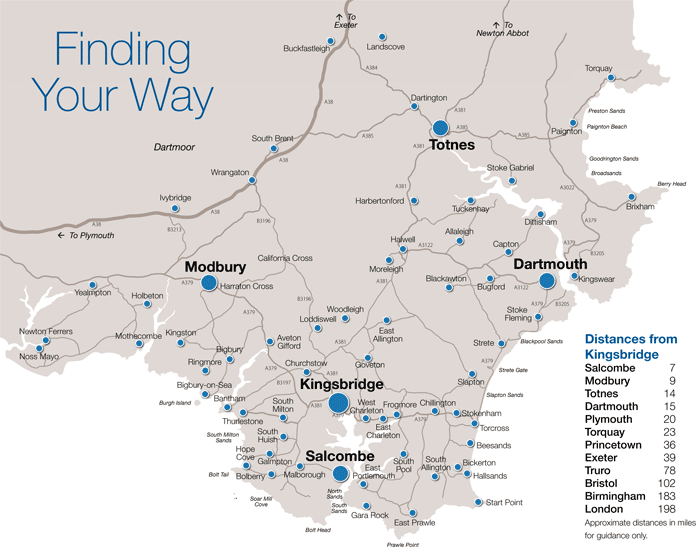 Finding
Your Way
↑ To
Exeter
↑ To
Newton Abbot
Buckfastleigh
Landscove
A384
Torquay
A38
Dartington
A381
Preston Sands
Paignton Beach
Paignton
A385
A385
A385
Totnes
South Brent
Dartmoor
A38
Goodrington Sands
Broadsands
Stoke Gabriel
Wrangaton
A381
A3022
Berry Head
Ivybridge
Harbertonford
Tuckenhay
Brixham
A38
A38
B3213
B3196
Dittisham
A379
← To Plymouth
Allaleigh
Halwell
A3122
Capton
B3205
California Cross
Moreleigh
Dartmouth
Modbury
A379
Harraton Cross
A381
Blackawton
Bugford
A3122
Kingswear
Yealmpton
Holbeton
B3196
Woodleigh
Stoke
Fleming
A379
B3205
Loddiswell
East
Allington
Newton Ferrers
Mothecombe
Kingston
Aveton
Gifford
A381
Strete
Blackpool Sands
Noss Mayo
Bigbury
Ringmore
Churchstow
Goveton
A379
A381
A379
Strete Gate
Slapton
Bigbury-on-Sea
B3197
Kingsbridge
Slapton Sands
Burgh Island
Bantham
South
Milton
A381
West
Charleton
Frogmore
Chillington
Stokenham
A379
Thurlestone
East
Charleton
A379
Torcross
South Milton
Sands
South
Huish
Beesands
Hope
Cove
Salcombe
Galmpton
South
Pool
South
Allington
Bickerton
Bolt Tail
Bolberry
Malborough
East
Portlemouth
Hallsands
Soar Mill
Cove
North
Sands
South
Sands
Gara Rock
Start Point
East Prawle
Bolt Head
Prawle Point
Distances from
Kingsbridge
Salcombe 7
Modbury 9
Totnes 14
Dartmouth 15
Plymouth 20
Torquay 23
Princetown 36
Exeter 39
Truro 78
Bristol 102
Birmingham 183
London 198
Approximate distances in miles
for guidance only.